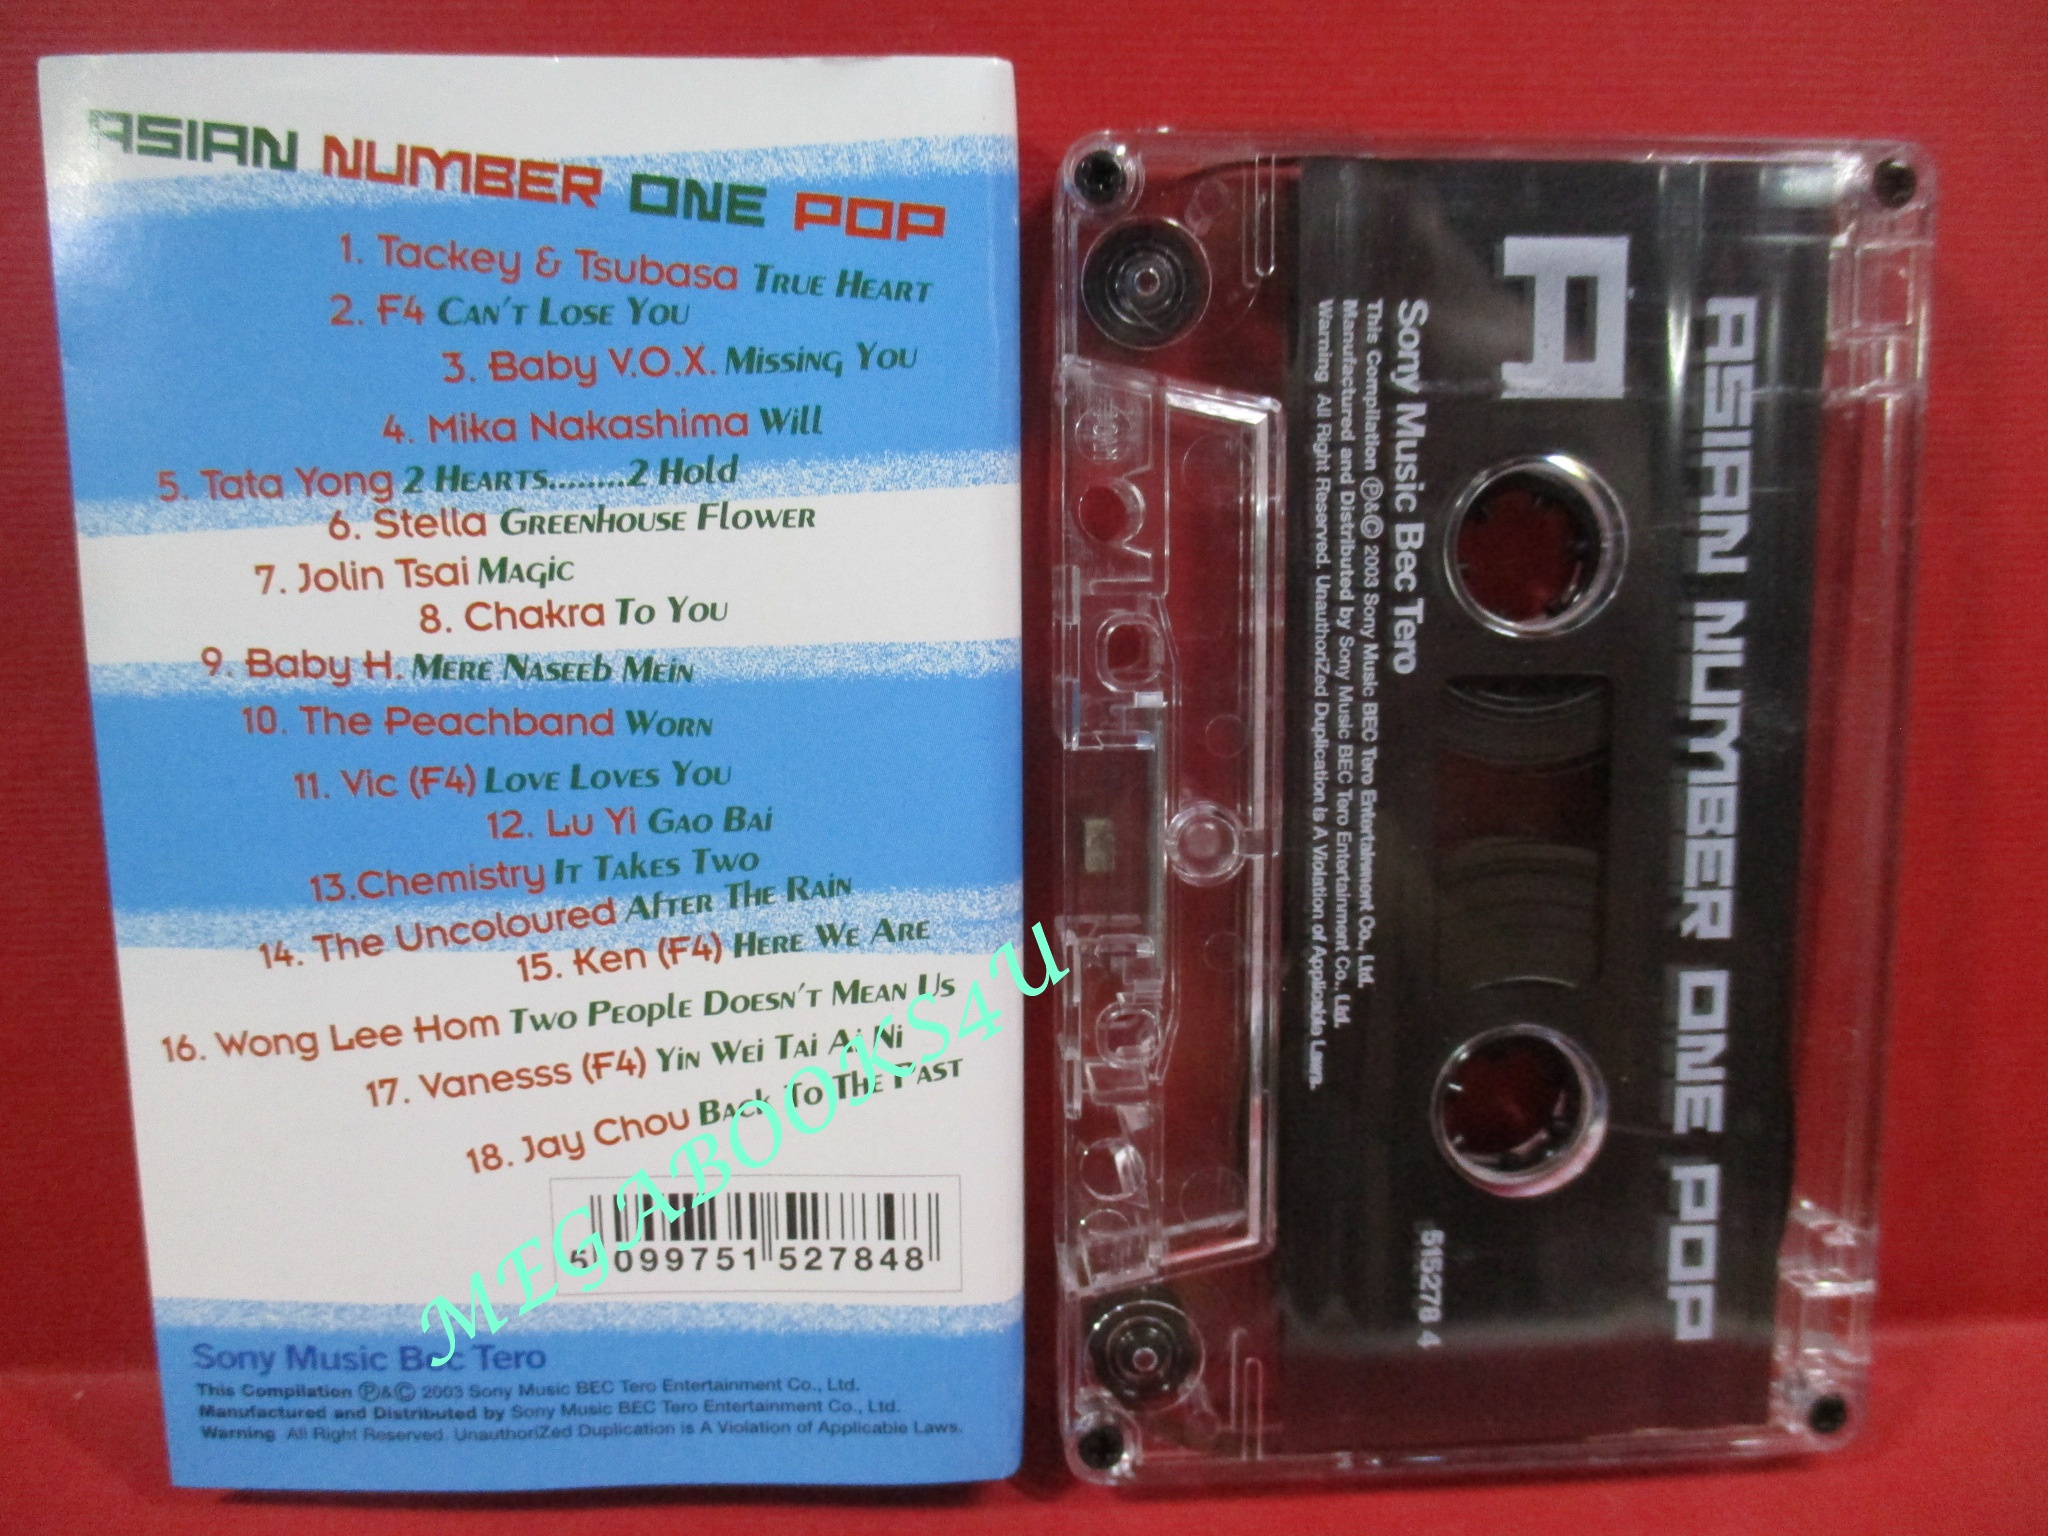 ASIAN NUMBER ONE POP
1. Tackey & Tsubasa TRUE HEART
2. F4 CAN'T LOSE YOU
3. Baby V.O.X. MISSING YOU
4. Mika Nakashima WILL
5. Tata Yong 2 HEARTS........2 HOLD
6. Stella GREENHOUSE FLOWER
7. Jolin Tsai MAGIC
8. Chakra TO YOU
9. Baby H. MERE NASEEB MEIN
10. The Peachband WORN
11. Vic (F4) LOVE LOVES YOU
12. Lu Yi GAO BAI
13.Chemistry IT TAKES TWO
14. The Uncoloured AFTER THE RAIN
15. Ken (F4) HERE WE ARE
16. Wong Lee Hom TWO PEOPLE DOESN'T MEAN US
17. Vanesss (F4) YIN WEI TAI AI NI
18. Jay Chou BACK TO THE PAST
5 099751 527848
Sony Music Bec Tero
This Compilation Ⓟ&© 2003 Sony Music BEC Tero Entertainment Co., Ltd.
Manufactured and Distributed by Sony Music BEC Tero Entertainment Co., Ltd.
Warning All Right Reserved. UnauthoriZed Duplication is A Violation of Applicable Laws.
MEGABOOKS4U
ASIAN NUMBER ONE POP
A
Sony Music Bec Tero
This Compilation Ⓟ&© 2003 Sony Music BEC Tero Entertainment Co., Ltd.
Manufactured and Distributed by Sony Music BEC Tero Entertainment Co., Ltd.
Warning All Right Reserved. UnauthoriZed Duplication is A Violation of Applicable Laws.
515278 4